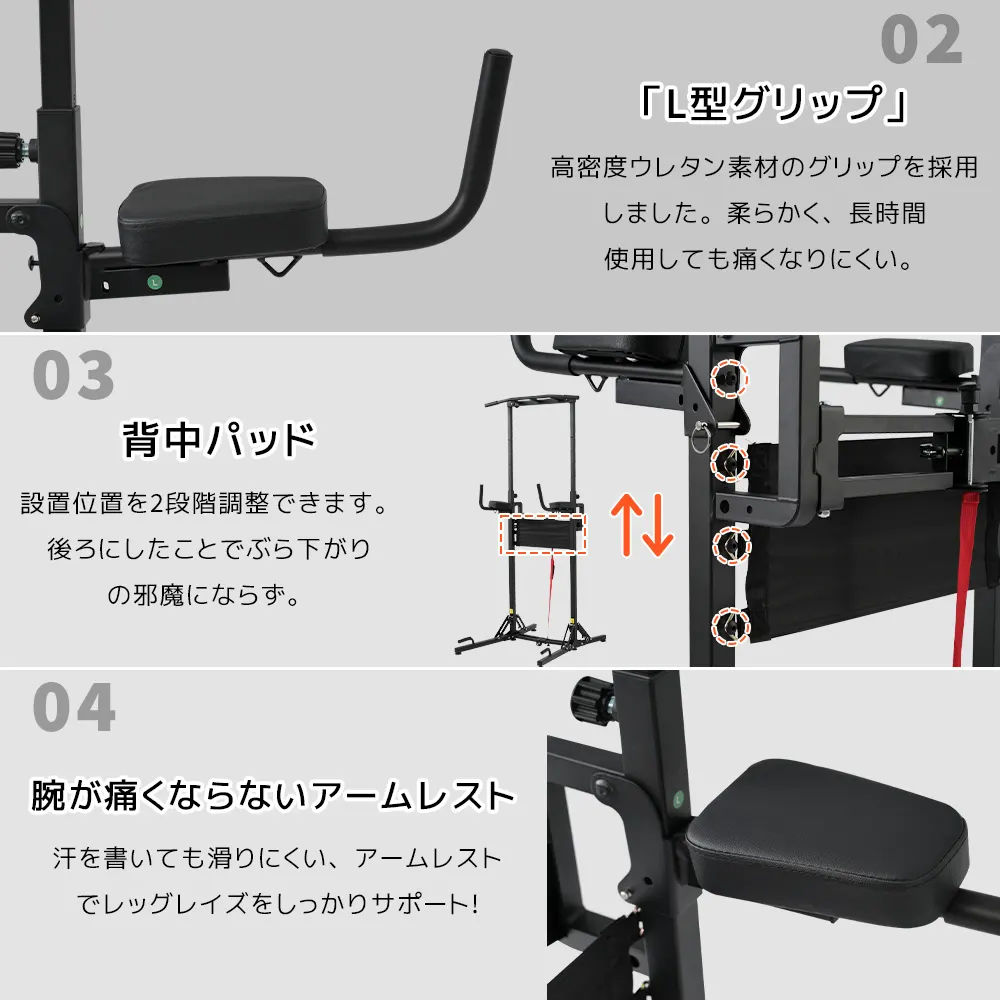 02
「L型グリップ」
高密度ウレタン素材のグリップを採用
しました。柔らかく、長時間
使用しても痛くなりにくい。
L
03
背中パッド
設置位置を2段階調整できます。
後ろにしたことでぶら下がり
の邪魔にならず。
04
腕が痛くならないアームレスト
汗を書いても滑りにくい、アームレスト
でレッグレイズをしっかりサポート!
L